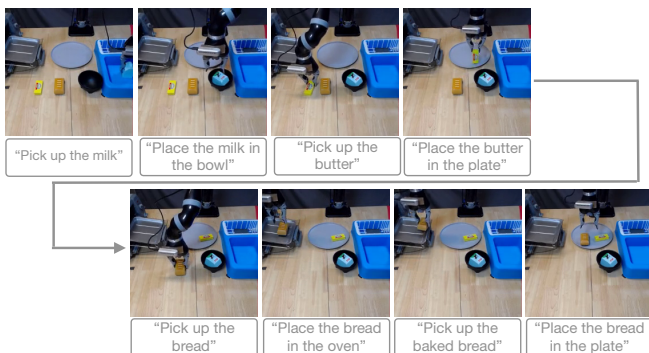 “Pick up the milk”
“Place the milk in
the bowl”
“Pick up the
butter”
“Place the butter
in the plate”
“Pick up the
bread”
“Place the bread
in the oven”
“Pick up the
baked bread”
“Place the bread
in the plate”